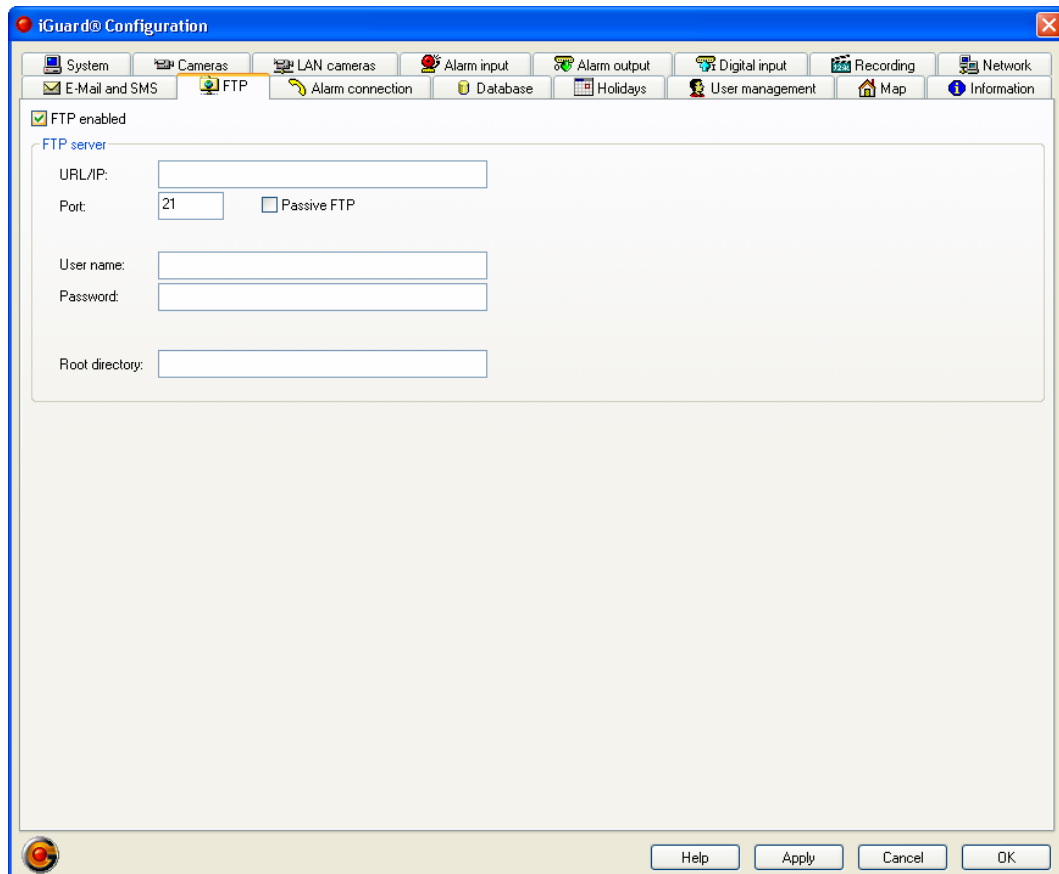 iGuard® Configuration
System Cameras LAN cameras Alarm input Alarm output Digital input Recording Network
E-Mail and SMS FTP Alarm connection Database Holidays User management Map Information
FTP enabled
FTP server
URL/IP:
Port: 21 Passive FTP
User name:
Password:
Root directory:
Help Apply Cancel OK